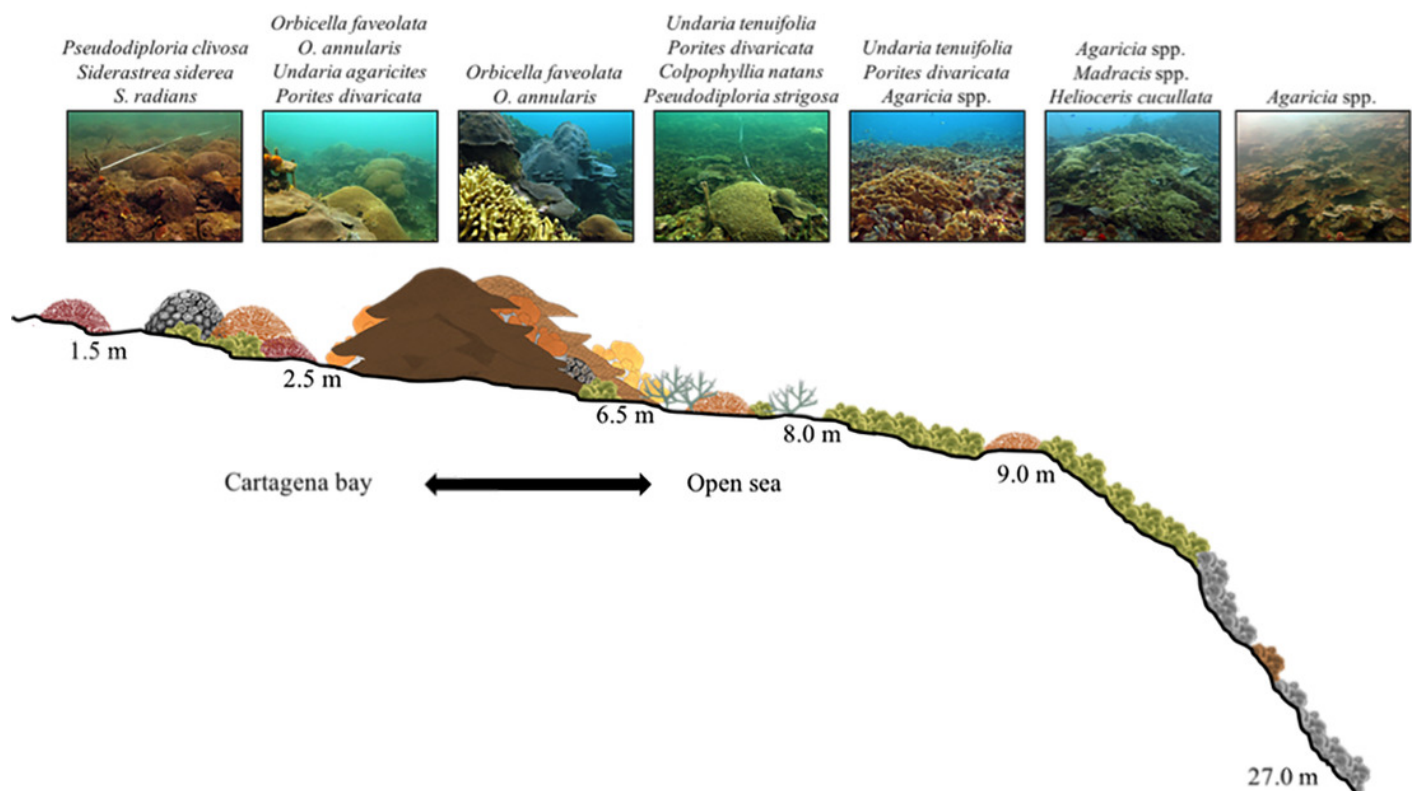 Pseudodiploria clivosa
Siderastrea siderea
S. radians
Orbicella faveolata
O. annularis
Undaria agaricites
Porites divaricata
Orbicella faveolata
O. annularis
Undaria tenuifolia
Porites divaricata
Colpophyllia natans
Pseudodiploria strigosa
Undaria tenuifolia
Porites divaricata
Agaricia spp.
Agaricia spp.
Madracis spp.
Helioceris cucullata
Agaricia spp.
1.5 m
2.5 m
6.5 m
8.0 m
9.0 m
Cartagena bay
Open sea
27.0 m